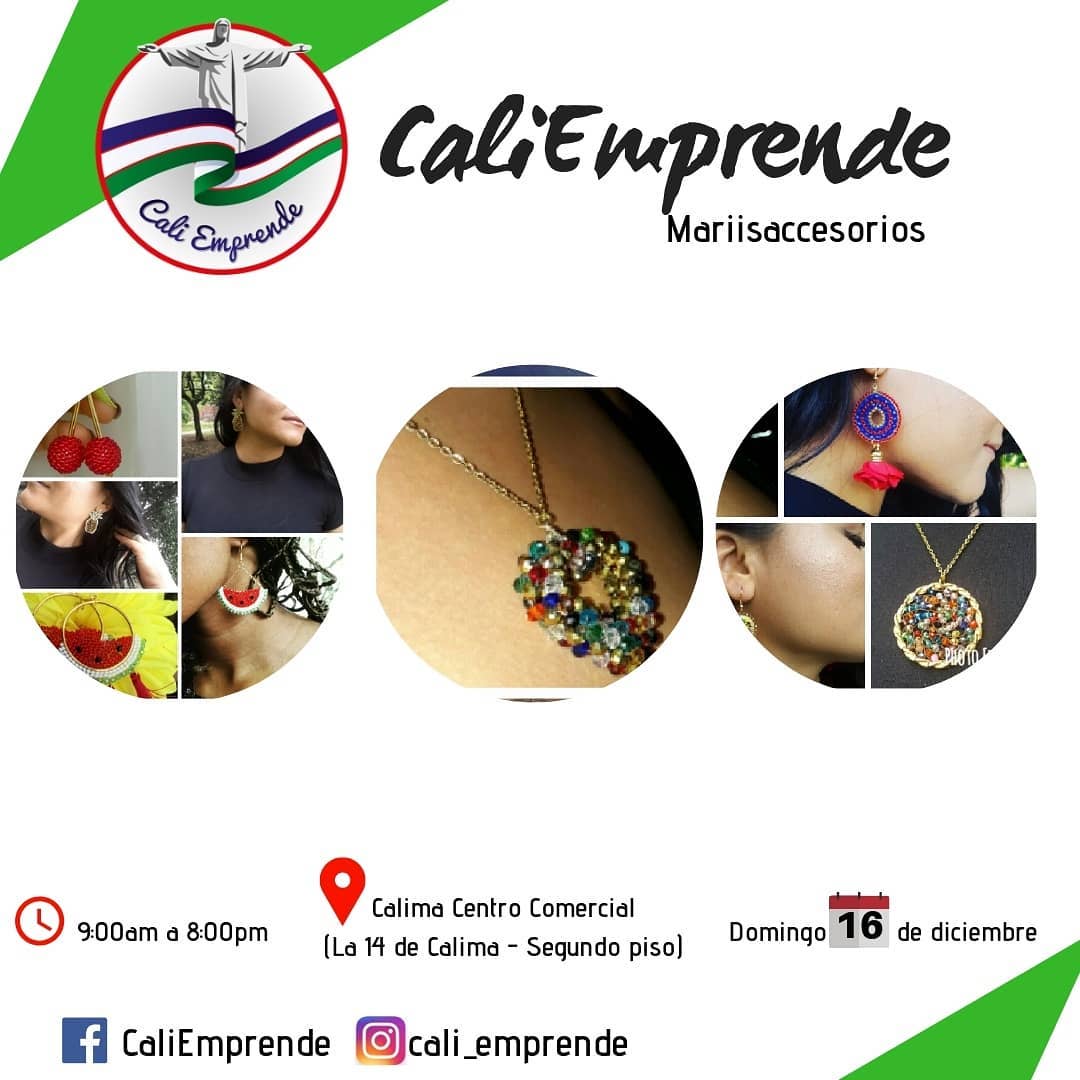 Cali Emprende
CaliEmprende
Mariisaccesorios
PHOTO
9:00am a 8:00pm
Calima Centro Comercial
(La 14 de Calima - Segundo piso)
Domingo 16 de diciembre
CaliEmprende
cali_emprende